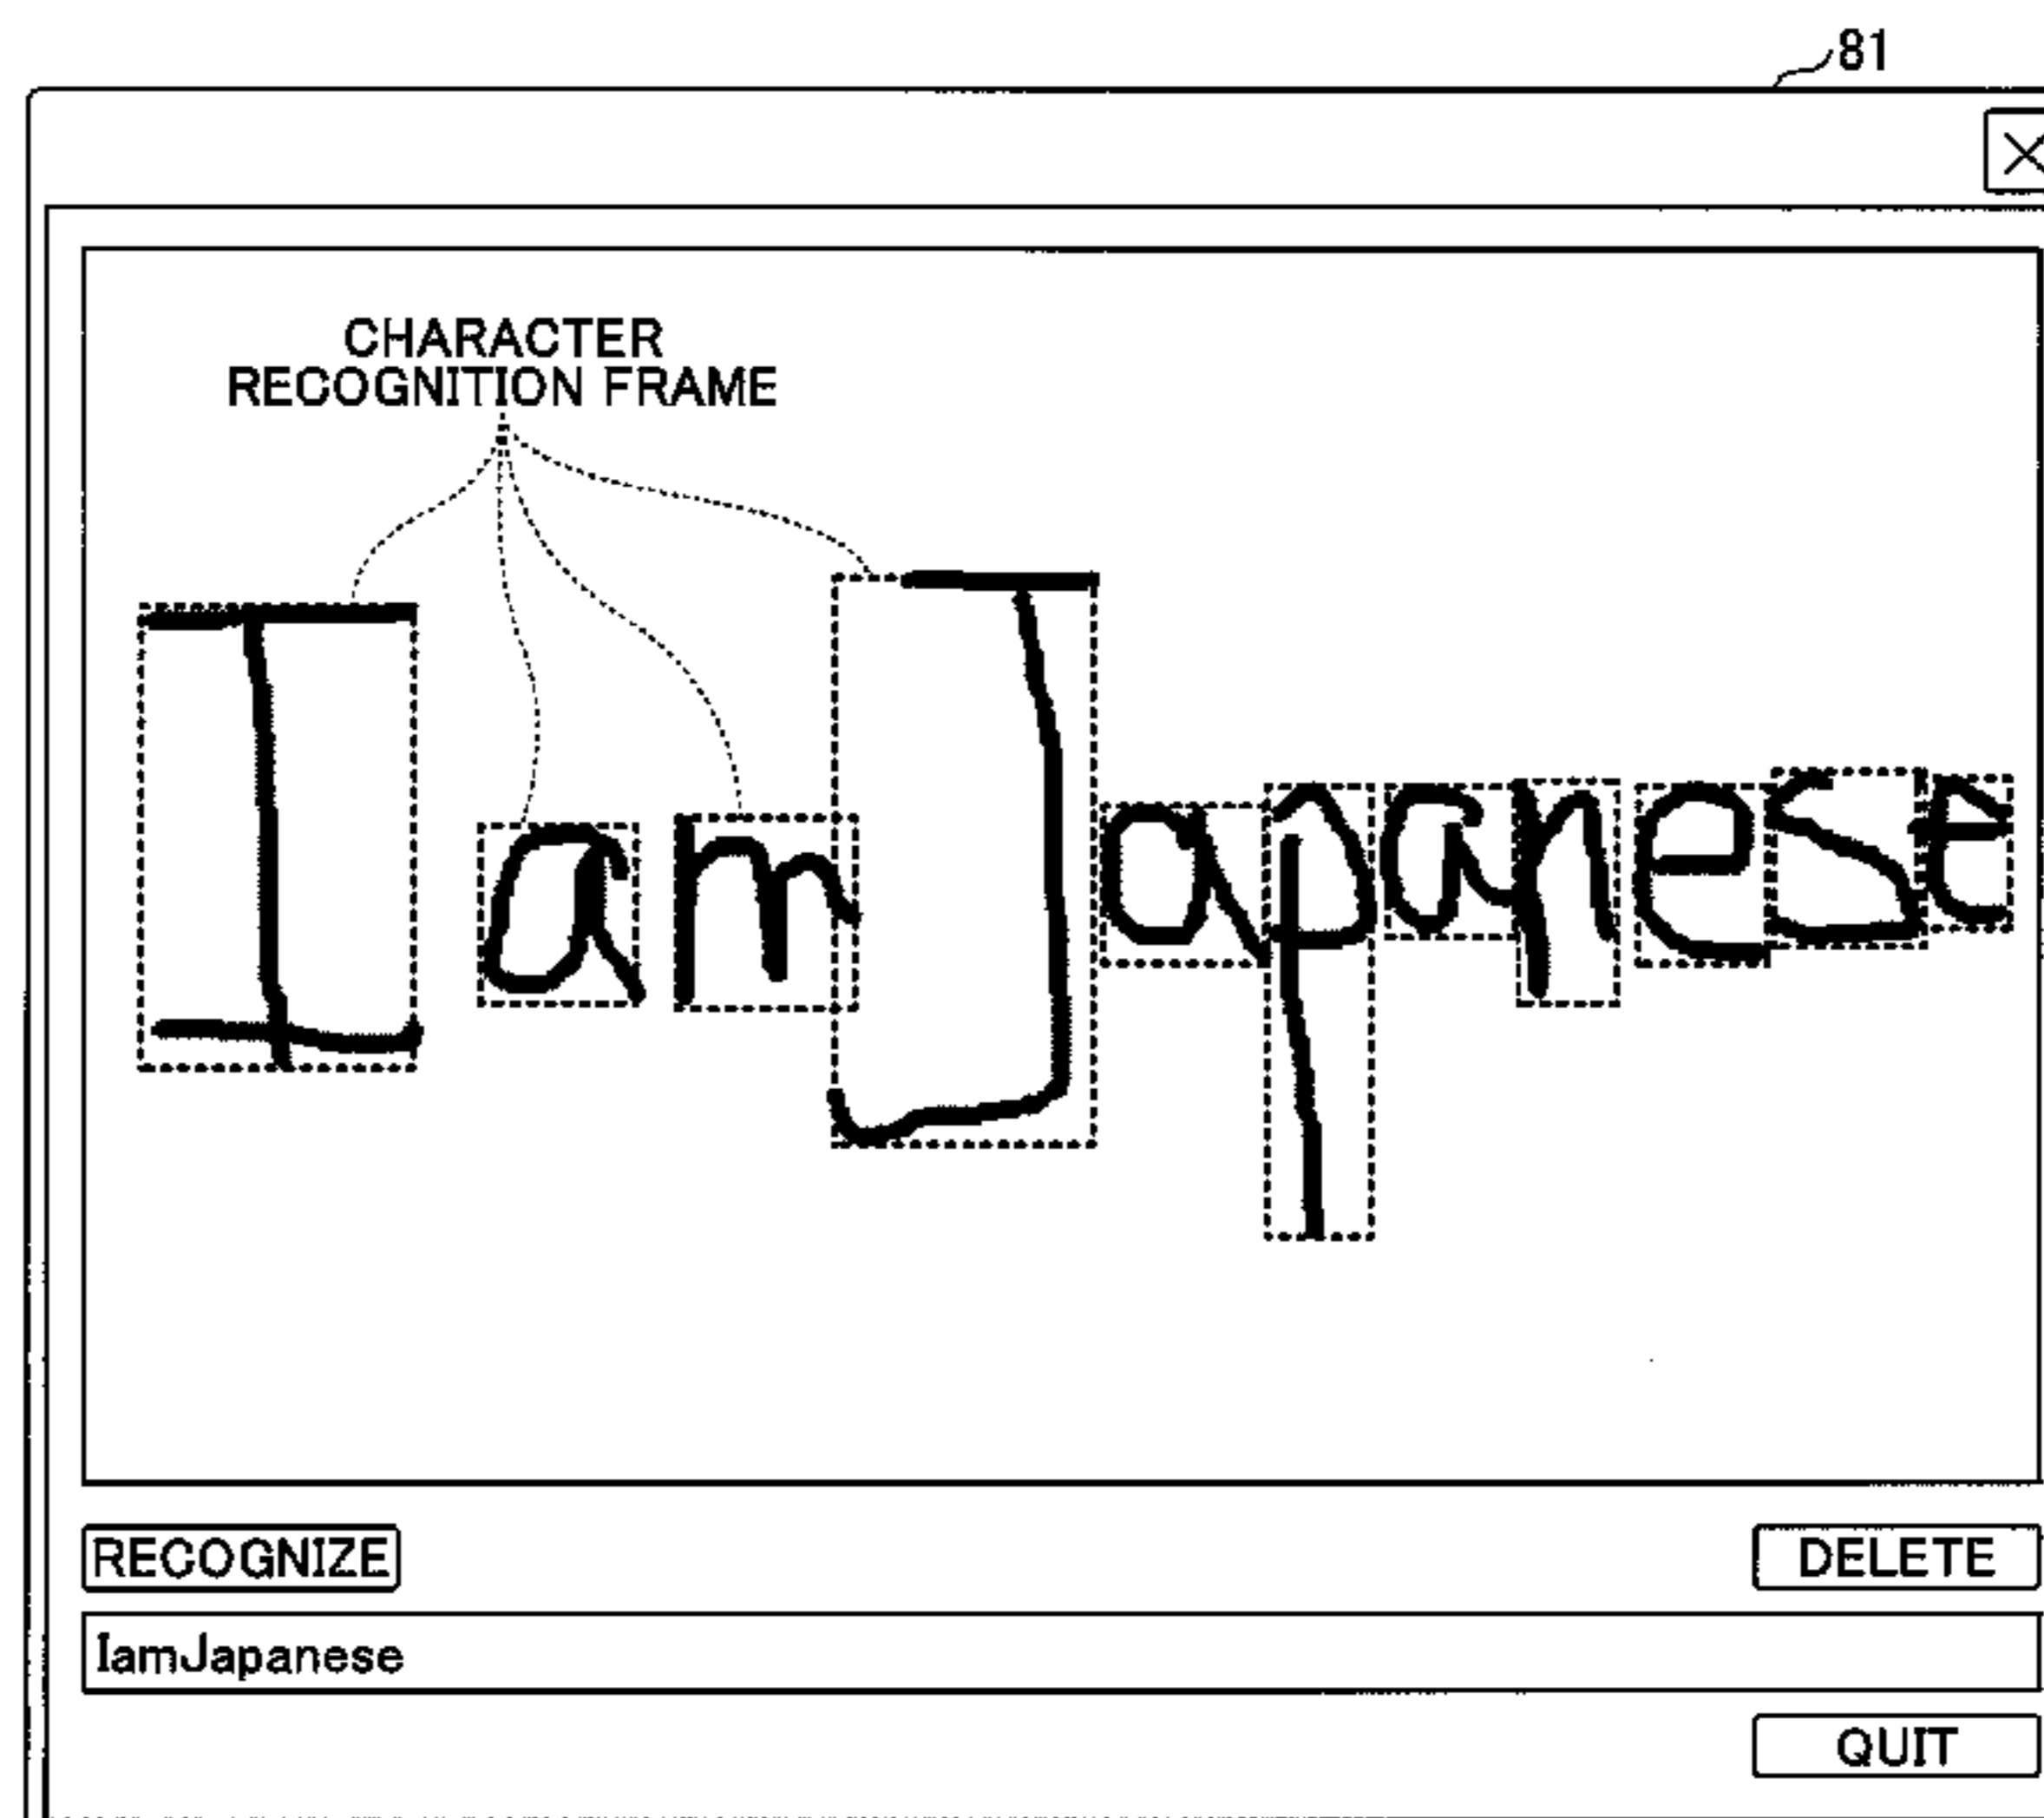 81
CHARACTER
RECOGNITION FRAME
I am Japanese
RECOGNIZE
DELETE
IamJapanese
QUIT